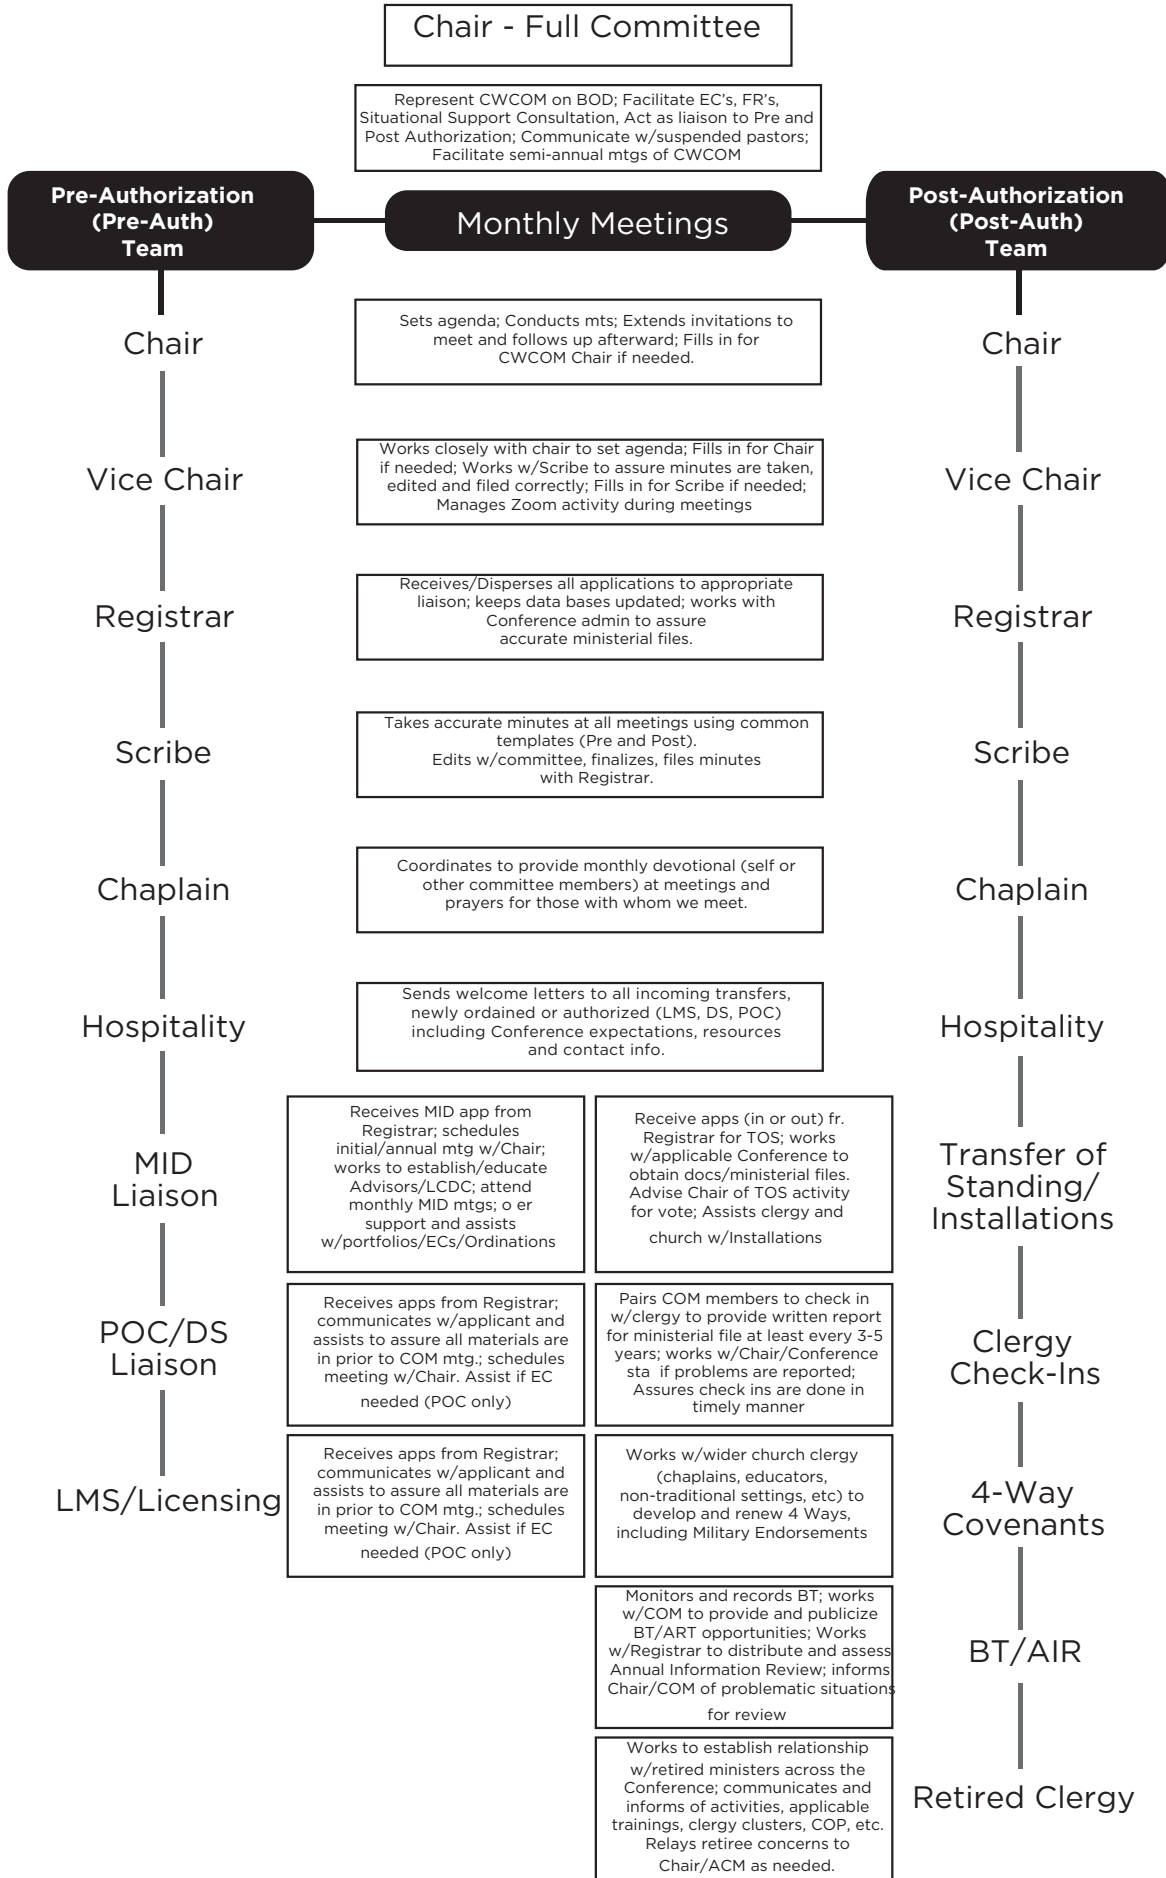 Chair - Full Committee
Represent CWCOM on BOD; Facilitate EC's, FR's,
Situational Support Consultation, Act as liaison to Pre and
Post Authorization; Communicate w/suspended pastors;
Facilitate semi-annual mtgs of CWCOM
Pre-Authorization
(Pre-Auth)
Team
Monthly Meetings
Post-Authorization
(Post-Auth)
Team
Chair
Sets agenda; Conducts mts; Extends invitations to
meet and follows up afterward; Fills in for
CWCOM Chair if needed.
Chair
Vice Chair
Works closely with chair to set agenda; Fills in for Chair
if needed; Works w/Scribe to assure minutes are taken,
edited and filed correctly; Fills in for Scribe if needed;
Manages Zoom activity during meetings
Vice Chair
Registrar
Receives/Disperses all applications to appropriate
liaison; keeps data bases updated; works with
Conference admin to assure
accurate ministerial files.
Registrar
Scribe
Takes accurate minutes at all meetings using common
templates (Pre and Post).
Edits w/committee, finalizes, files minutes
with Registrar.
Scribe
Chaplain
Coordinates to provide monthly devotional (self or
other committee members) at meetings and
prayers for those with whom we meet.
Chaplain
Hospitality
Sends welcome letters to all incoming transfers,
newly ordained or authorized (LMS, DS, POC)
including Conference expectations, resources
and contact info.
Hospitality
MID
Liaison
Receives MID app from
Registrar; schedules
initial/annual mtg w/Chair;
works to establish/educate
Advisors/LCDC; attend
monthly MID mtgs; o er
support and assists
w/portfolios/ECs/Ordinations
Receive apps (in or out) fr.
Registrar for TOS; works
w/applicable Conference to
obtain docs/ministerial files.
Advise Chair of TOS activity
for vote; Assists clergy and
church w/Installations
Transfer of
Standing/
Installations
POC/DS
Liaison
Receives apps from Registrar;
communicates w/applicant and
assists to assure all materials are
in prior to COM mtg.; schedules
meeting w/Chair. Assist if EC
needed (POC only)
Pairs COM members to check in
w/clergy to provide written report
for ministerial file at least every 3-5
years; works w/Chair/Conference
sta  if problems are reported;
Assures check ins are done in
timely manner
Clergy
Check-Ins
LMS/Licensing
Receives apps from Registrar;
communicates w/applicant and
assists to assure all materials are
in prior to COM mtg.; schedules
meeting w/Chair. Assist if EC
needed (POC only)
Works w/wider church clergy
(chaplains, educators,
non-traditional settings, etc) to
develop and renew 4 Ways,
including Military Endorsements
4-Way
Covenants
Monitors and records BT; works
w/COM to provide and publicize
BT/ART opportunities; Works
w/Registrar to distribute and assess
Annual Information Review; informs
Chair/COM of problematic situations
for review
BT/AIR
Works to establish relationship
w/retired ministers across the
Conference; communicates and
informs of activities, applicable
trainings, clergy clusters, COP, etc.
Relays retiree concerns to
Chair/ACM as needed.
Retired Clergy